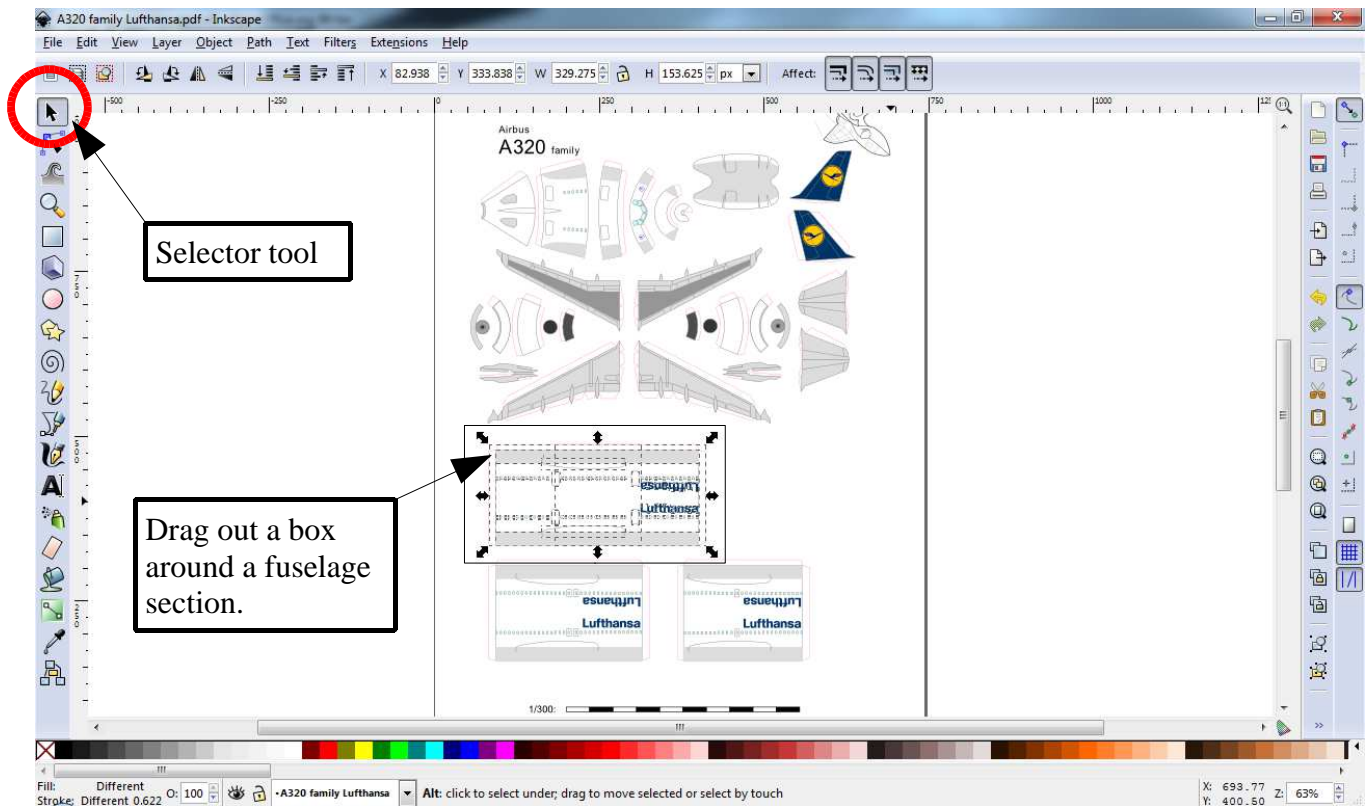 A320 family Lufthansa.pdf - Inkscape
File Edit View Layer Object Path Text Filters Extensions Help
X 82.938 Y 333.838 W 329.275 H 153.625 px Affect:
-500 -250 0 250 500 750 1000
Airbus
A320 family
Selector tool
750
500
Lufthansa
Lufthansa
Drag out a box
around a fuselage
section.
250
Lufthansa Lufthansa
Lufthansa Lufthansa
1/300:
Fill: Different O: 100 •A320 family Lufthansa Alt: click to select under; drag to move selected or select by touch X: 693.77 Z: 63%
Stroke: Different 0.622 Y: 400.50